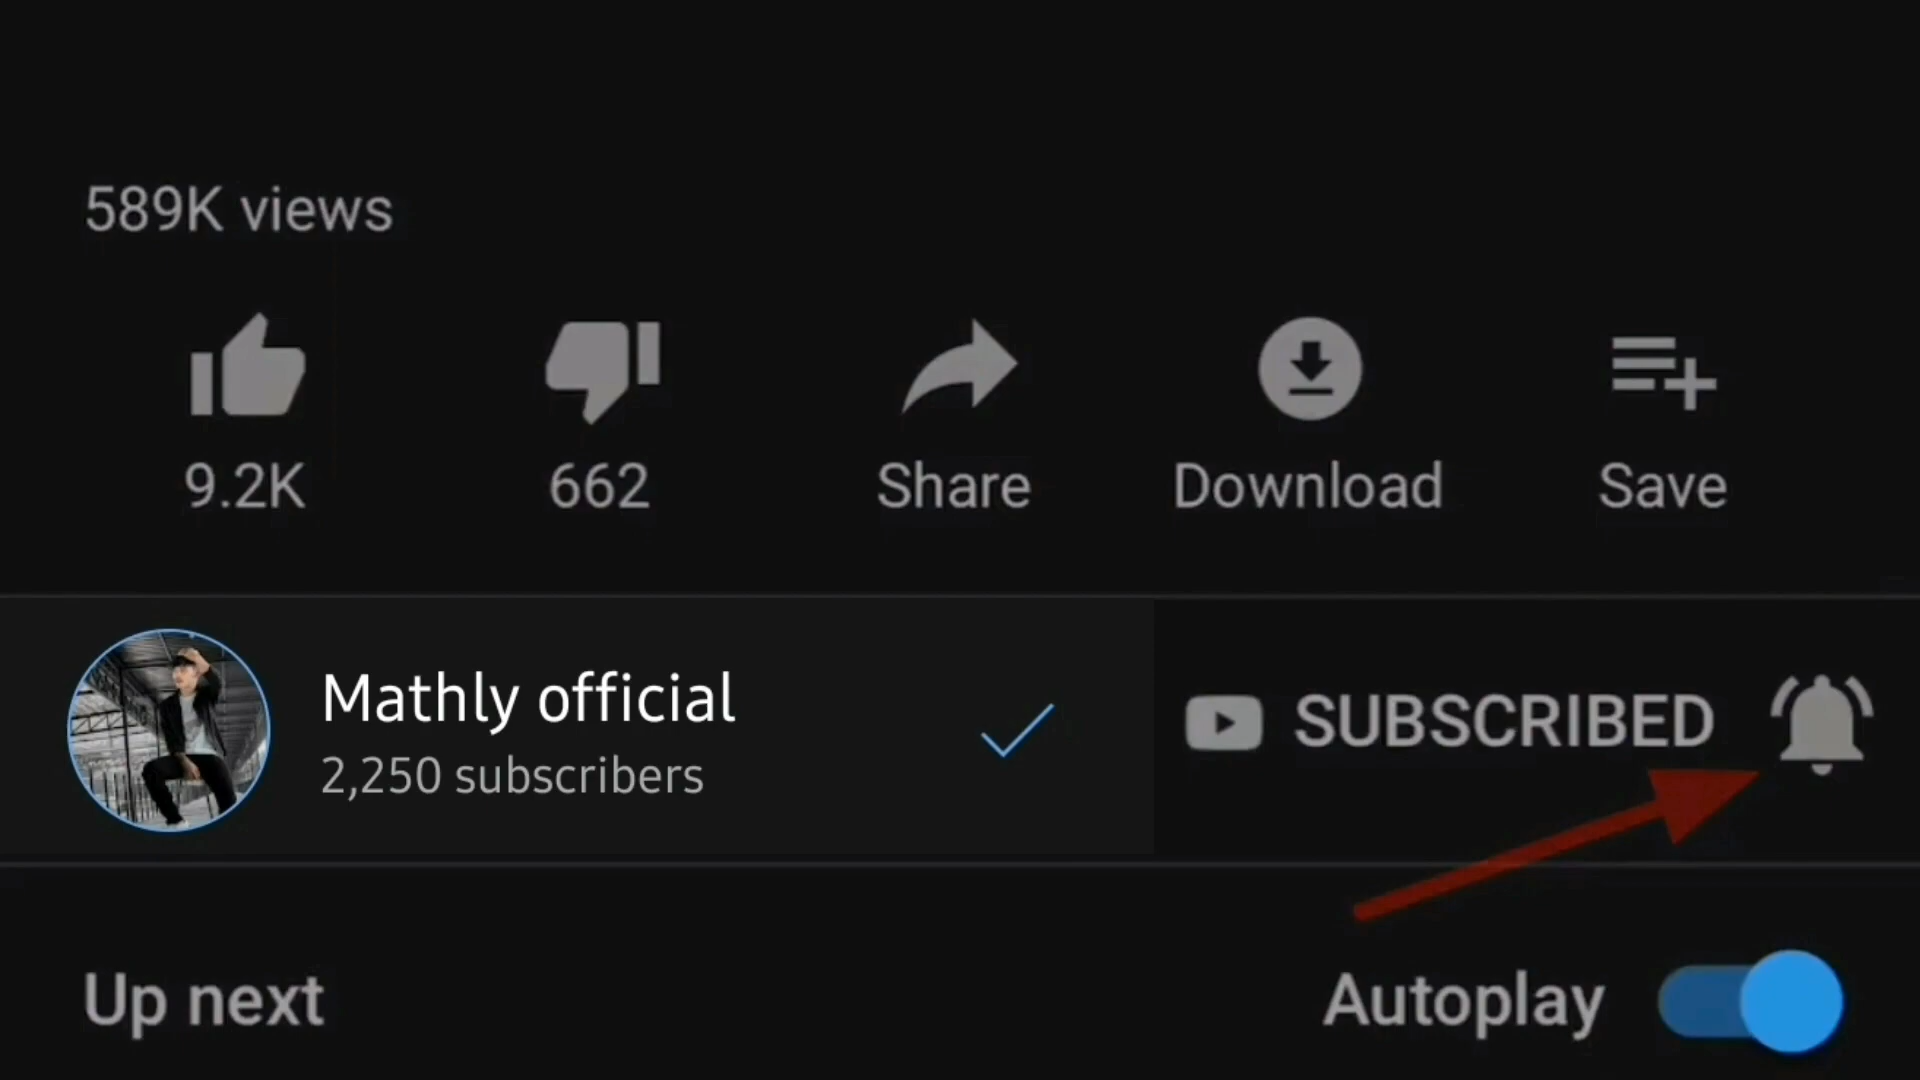 589K views
9.2K
662
Share
Download
Save
Mathly official
2,250 subscribers
SUBSCRIBED
Up next
Autoplay